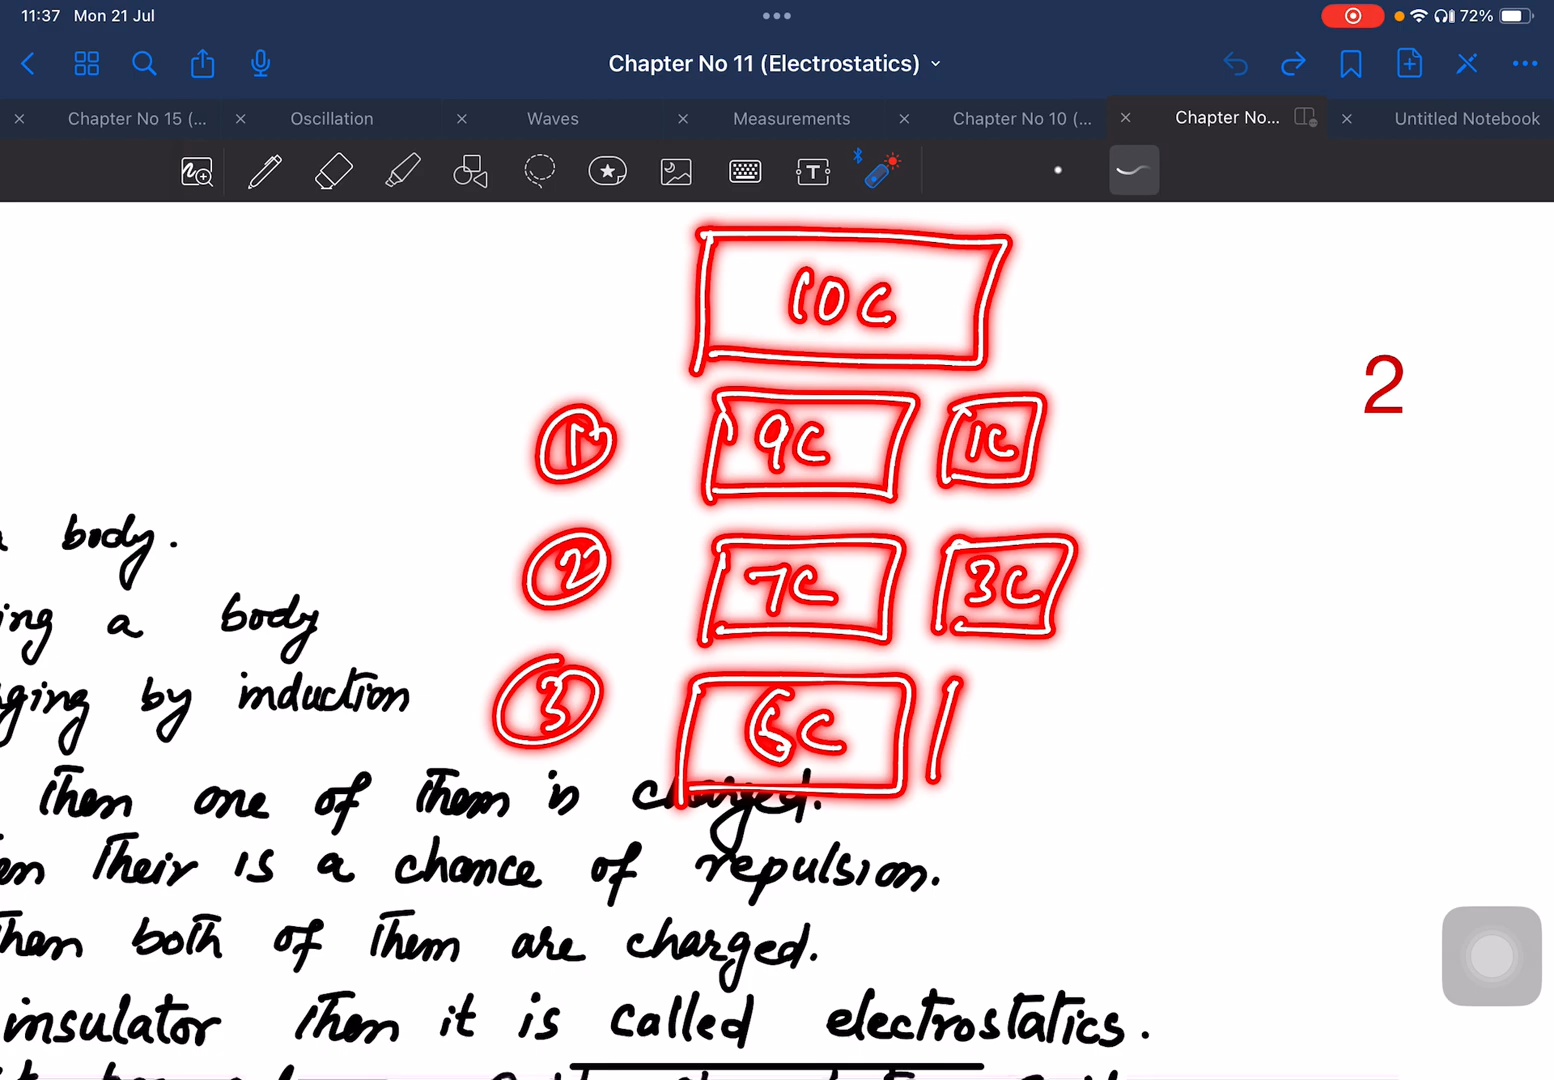 11:37 Mon 21 Jul
72%
Chapter No 11 (Electrostatics)
Chapter No 15 (... Oscillation Waves Measurements Chapter No 10 (... Chapter No... Untitled Notebook
T
10C
2
1 9C 1C
body.
2 7C 3C
ing a body
ging by induction
3 6C
Then one of Them is charged.
Their is a chance of repulsion.
both of Them are charged.
insulator Then it is called electrostatics.